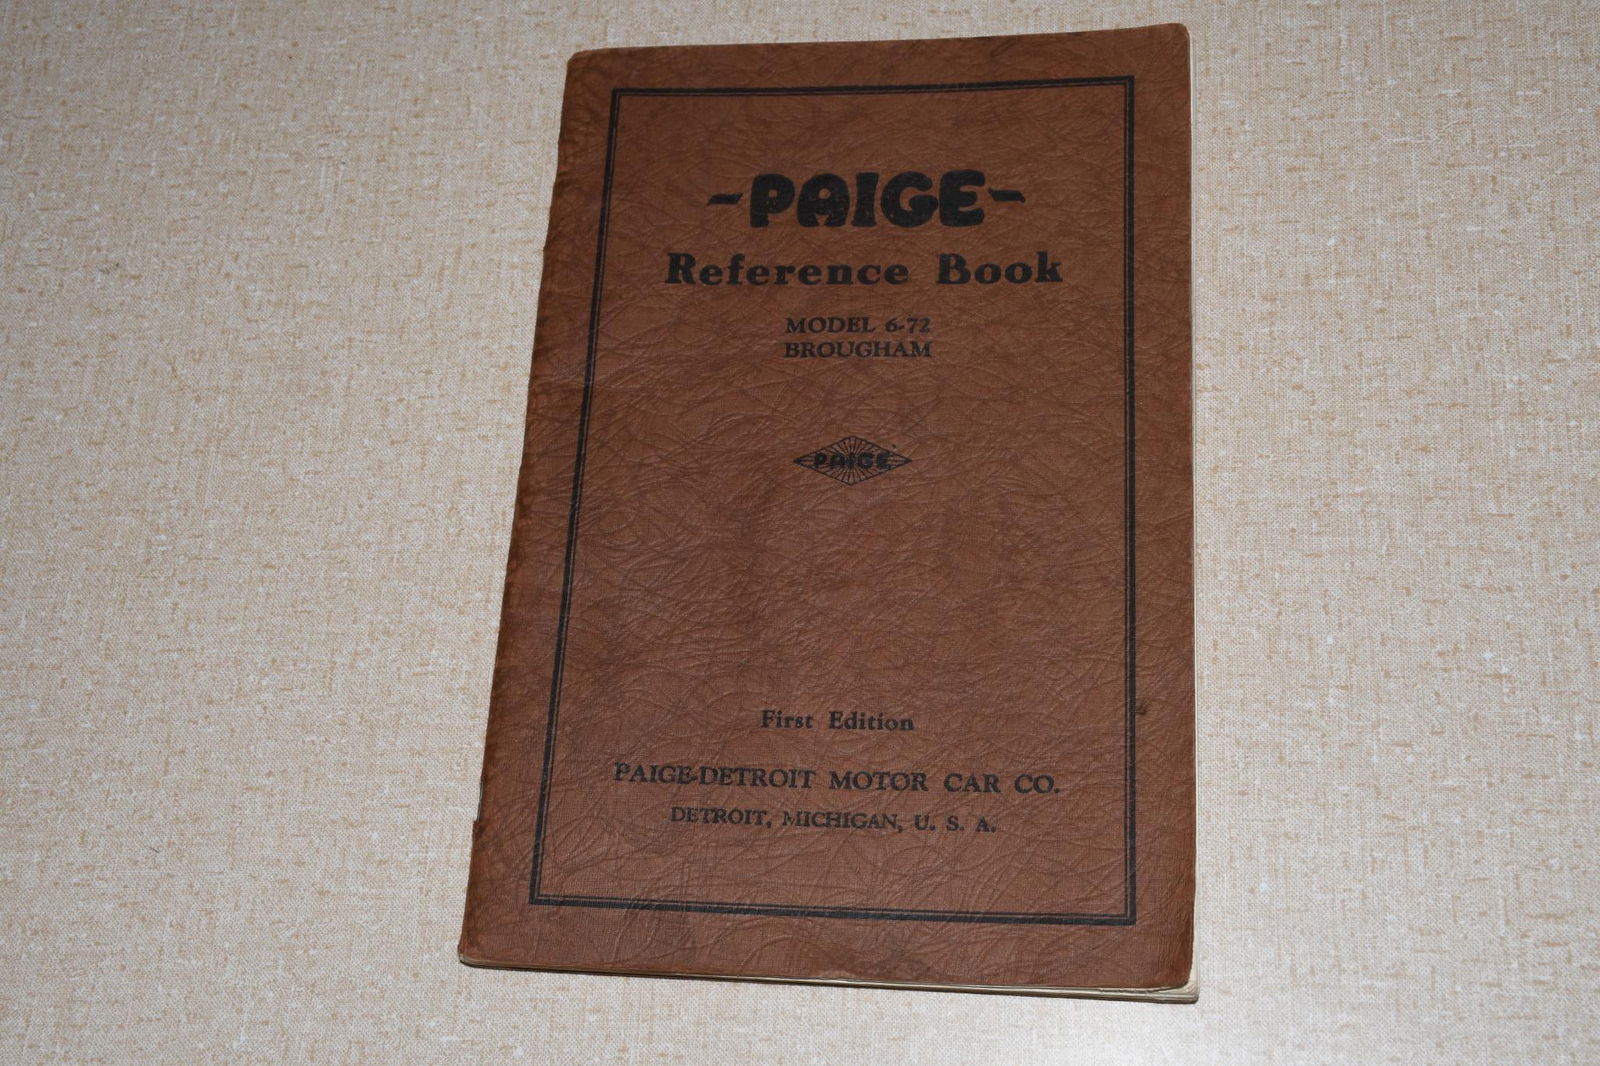 -PAIGE-
Reference Book
MODEL 6-72
BROUGHAM
PAIGE
First Edition
PAIGE-DETROIT MOTOR CAR CO.
DETROIT, MICHIGAN, U. S. A.